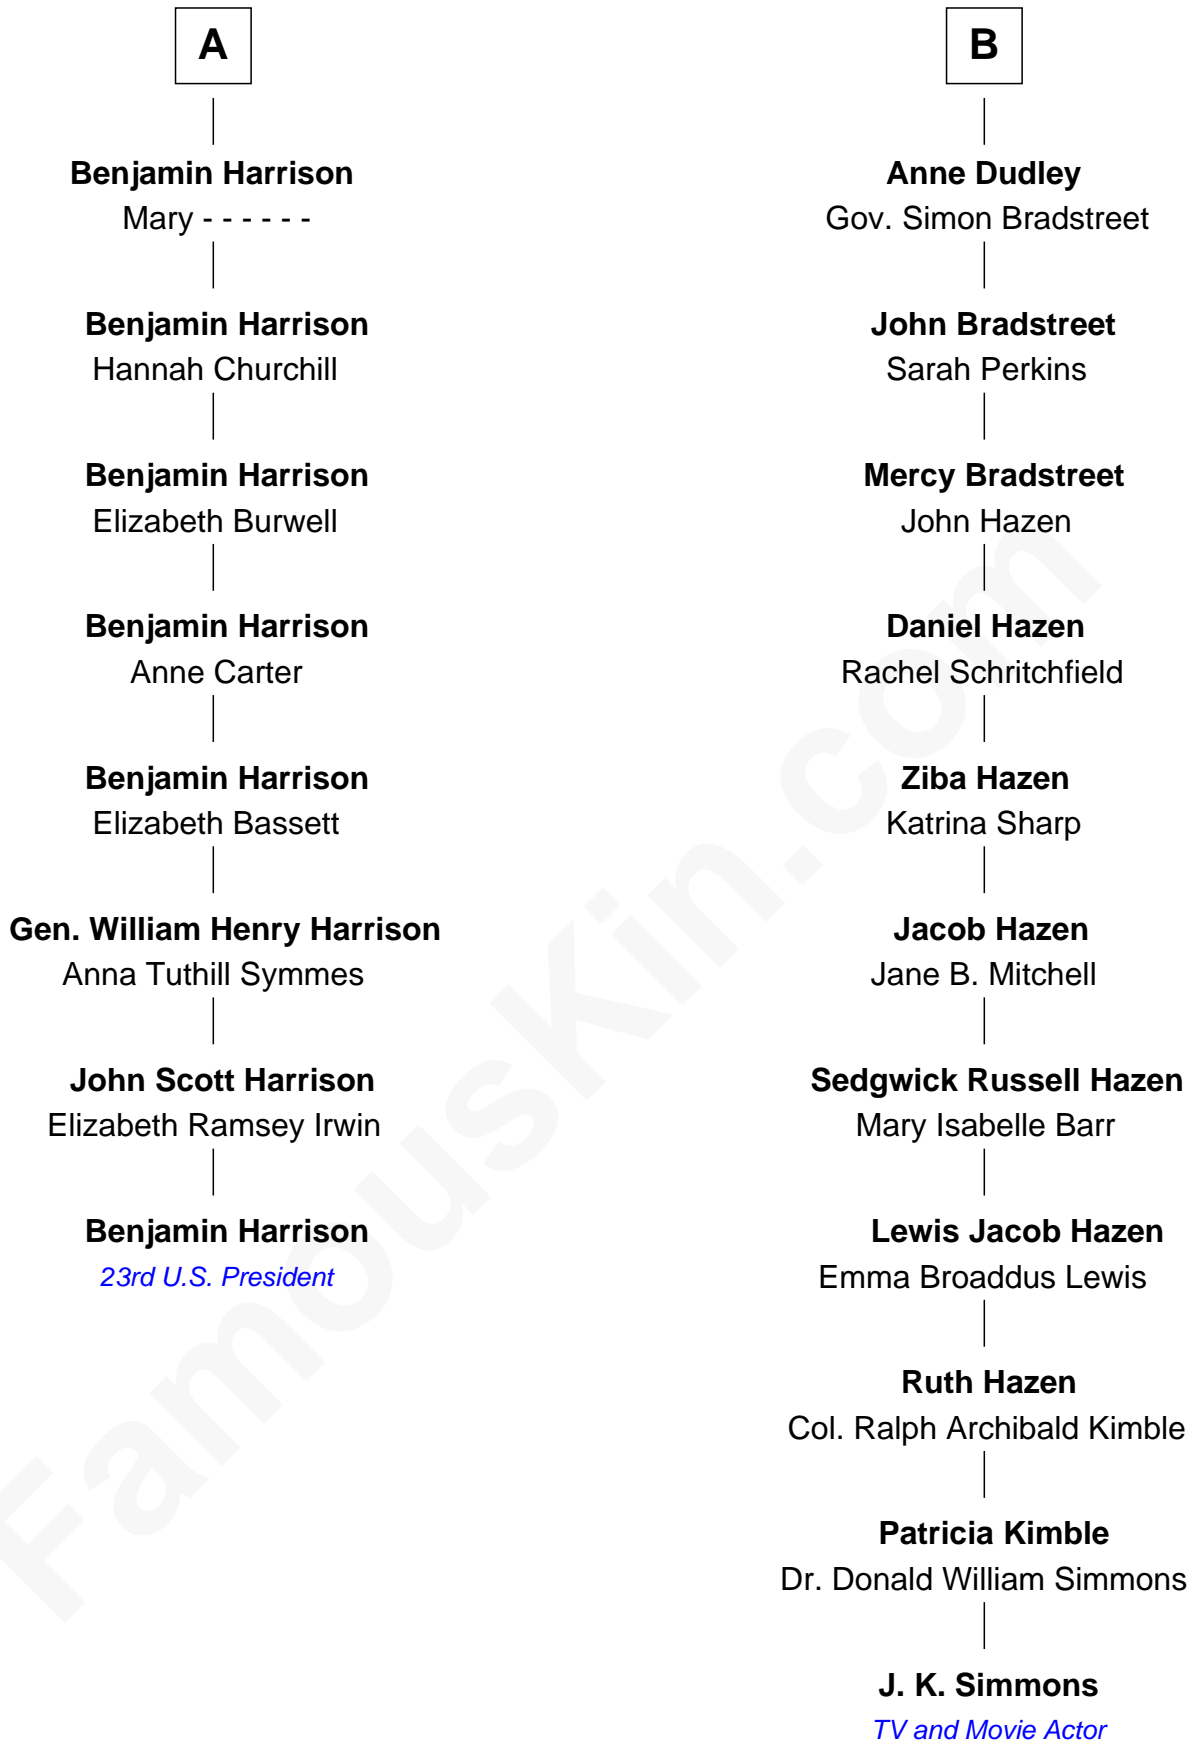 A
Benjamin Harrison
Mary - - - - - -
Benjamin Harrison
Hannah Churchill
Benjamin Harrison
Elizabeth Burwell
Benjamin Harrison
Anne Carter
Benjamin Harrison
Elizabeth Bassett
Gen. William Henry Harrison
Anna Tuthill Symmes
John Scott Harrison
Elizabeth Ramsey Irwin
Benjamin Harrison
23rd U.S. President
B
Anne Dudley
Gov. Simon Bradstreet
John Bradstreet
Sarah Perkins
Mercy Bradstreet
John Hazen
Daniel Hazen
Rachel Schritchfield
Ziba Hazen
Katrina Sharp
Jacob Hazen
Jane B. Mitchell
Sedgwick Russell Hazen
Mary Isabelle Barr
Lewis Jacob Hazen
Emma Broaddus Lewis
Ruth Hazen
Col. Ralph Archibald Kimble
Patricia Kimble
Dr. Donald William Simmons
J. K. Simmons
TV and Movie Actor
FamousKin.com